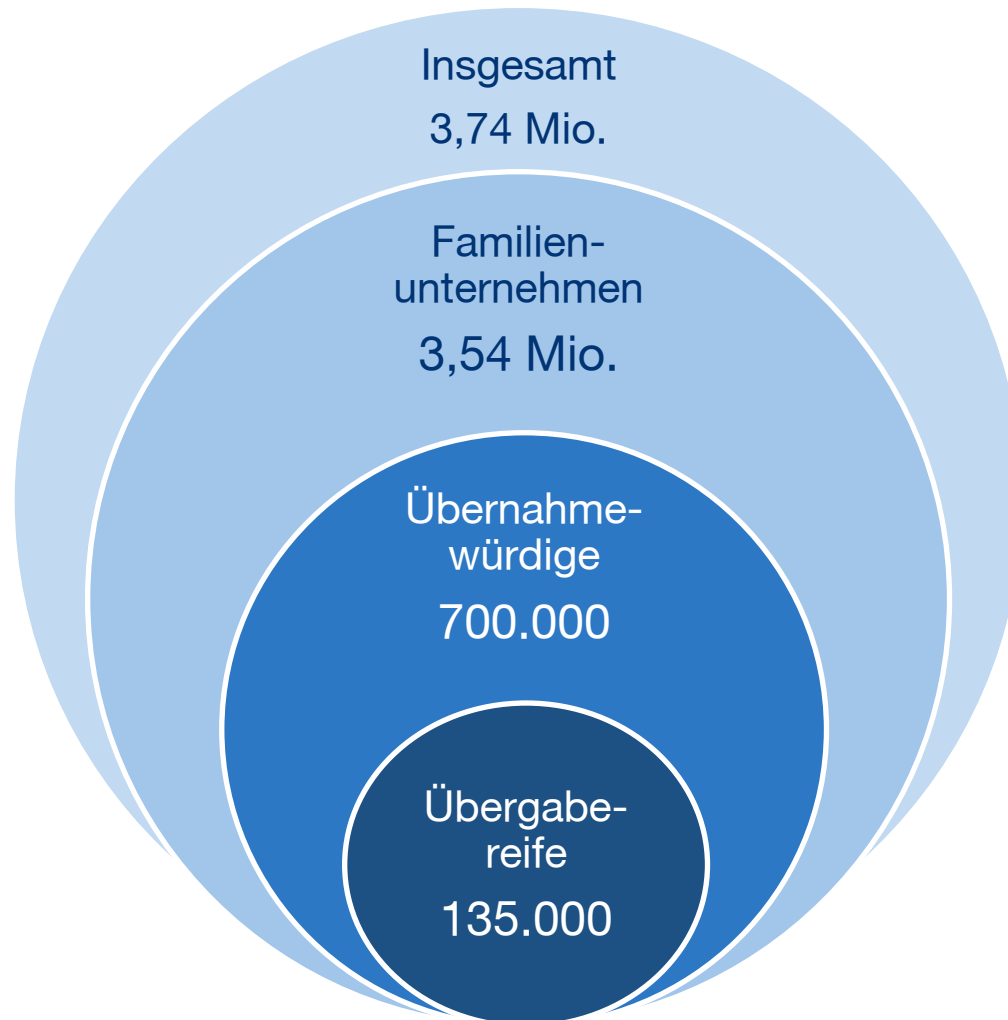 Insgesamt
3,74 Mio.
Familien-
unternehmen
3,54 Mio.
Übernahme-
würdige
700.000
Übergabe-
reife
135.000